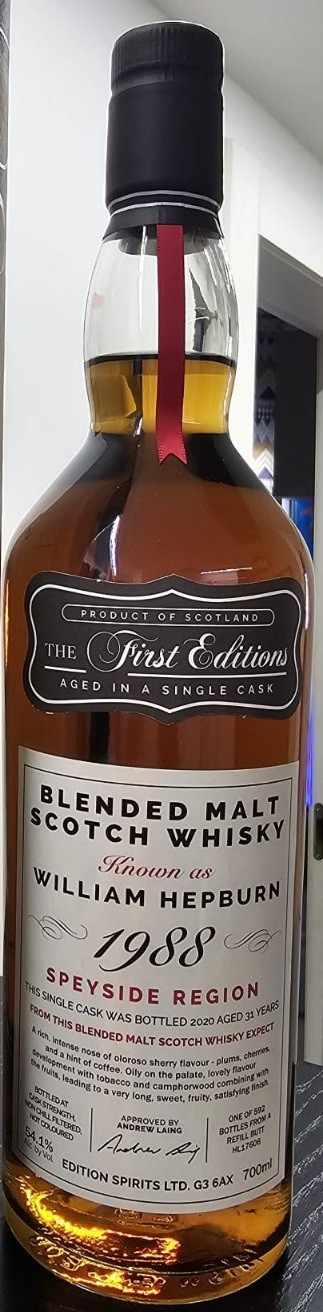 PRODUCT OF SCOTLAND
THE First Editions
AGED IN A SINGLE CASK
BLENDED MALT
SCOTCH WHISKY
Known as
WILLIAM HEPBURN
1988
SPEYSIDE REGION
THIS SINGLE CASK WAS BOTTLED 2020 AGED 31 YEARS
FROM THIS BLENDED MALT SCOTCH WHISKY EXPECT
A rich, intense nose of oloroso sherry flavour - plums, cherries,
and a hint of coffee. Oily on the palate, lovely flavour
development with tobacco and camphorwood combining with
the fruits, leading to a very long, sweet, fruity, satisfying finish.
BOTTLED AT
CASK STRENGTH,
NON CHILL FILTERED,
NOT COLOURED
54.1%
Alc. by Vol.
APPROVED BY
ANDREW LAING
Andrew Laing
ONE OF 592
BOTTLES FROM A
REFILL BUTT
HL17606
EDITION SPIRITS LTD. G3 6AX 700ml